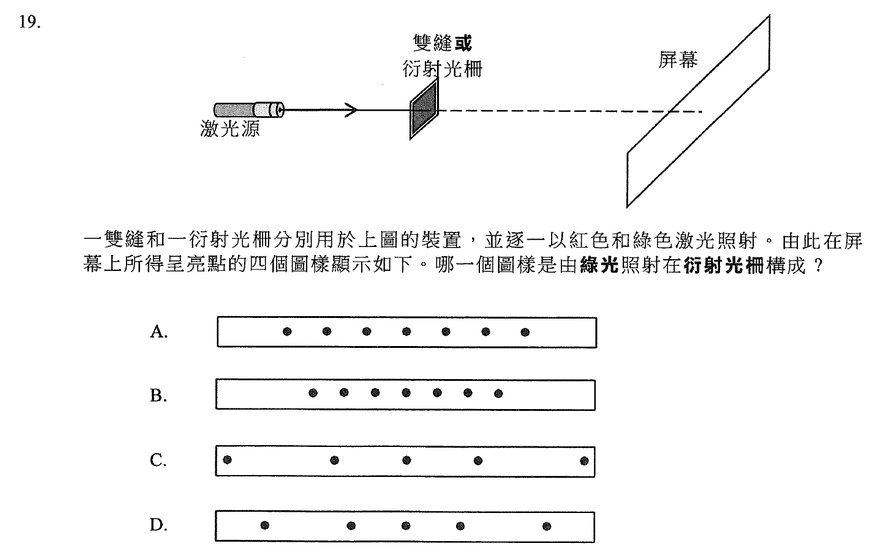 19.
雙縫或
衍射光柵
屏幕
激光源
一雙縫和一衍射光柵分別用於上圖的裝置,並逐一以紅色和綠色激光照射。由此在屏
幕上所得呈亮點的四個圖樣顯示如下。哪一個圖樣是由綠光照射在衍射光柵構成?
A.
B.
C.
D.